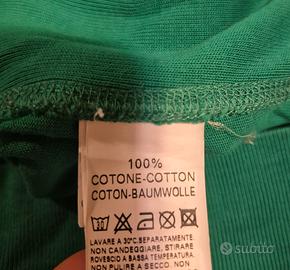 100%
COTONE-COTTON
COTON-BAUMWOLLE
30
LAVARE A 30°C.SEPARATAMENTE
NON CANDEGGIARE, STIRARE
ROVESCIO A BASSA TEMPERATURA.
NON PULIRE A SECCO. NON
subito